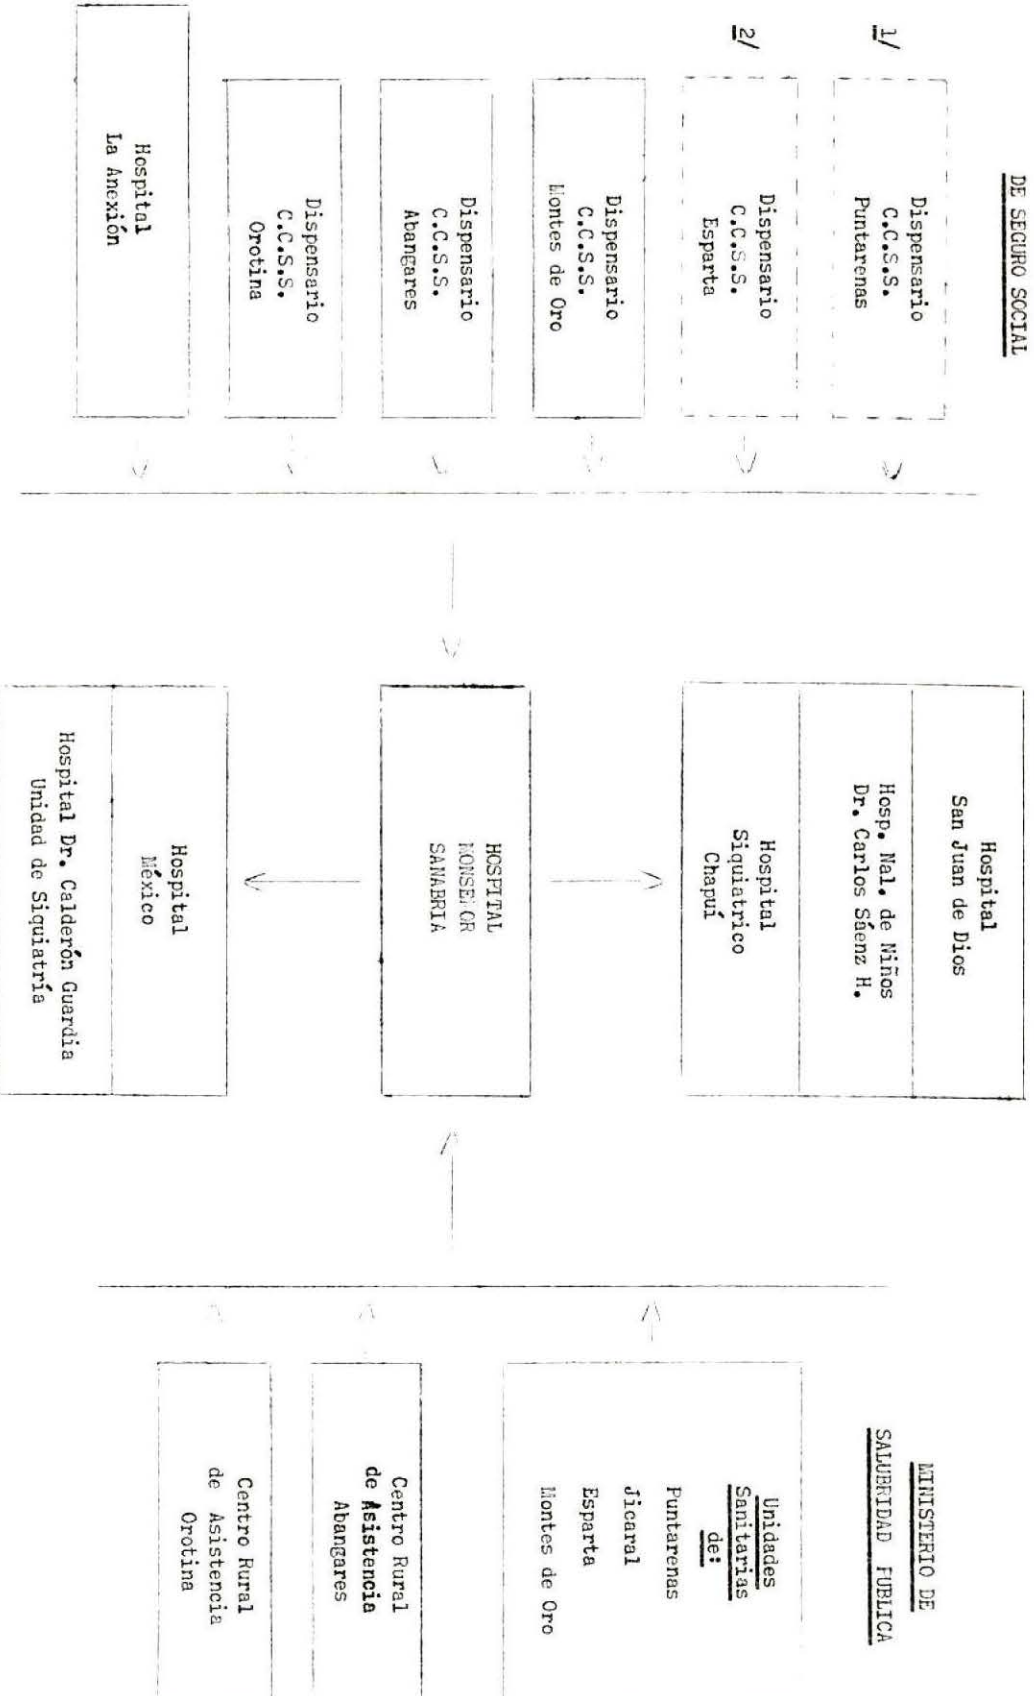 DE SEGURO SOCIAL
1/
Dispensario
C.C.S.S.
Puntarenas
2/
Dispensario
C.C.S.S.
Esparta
Dispensario
C.C.S.S.
Montes de Oro
Dispensario
C.C.S.S.
Abangares
Dispensario
C.C.S.S.
Orotina
Hospital
La Anexión
Hospital
San Juan de Dios
Hosp. Nal. de Niños
Dr. Carlos Sáenz H.
Hospital
Siquiatrico
Chapuí
HOSPITAL
MONSEÑOR
SANABRIA
Hospital
México
Hospital Dr. Calderón Guardia
Unidad de Siquiatría
MINISTERIO DE
SALUBRIDAD PUBLICA
Unidades
Sanitarias
de:
Puntarenas
Jicaral
Esparta
Montes de Oro
Centro Rural
de Asistencia
Abangares
Centro Rural
de Asistencia
Orotina